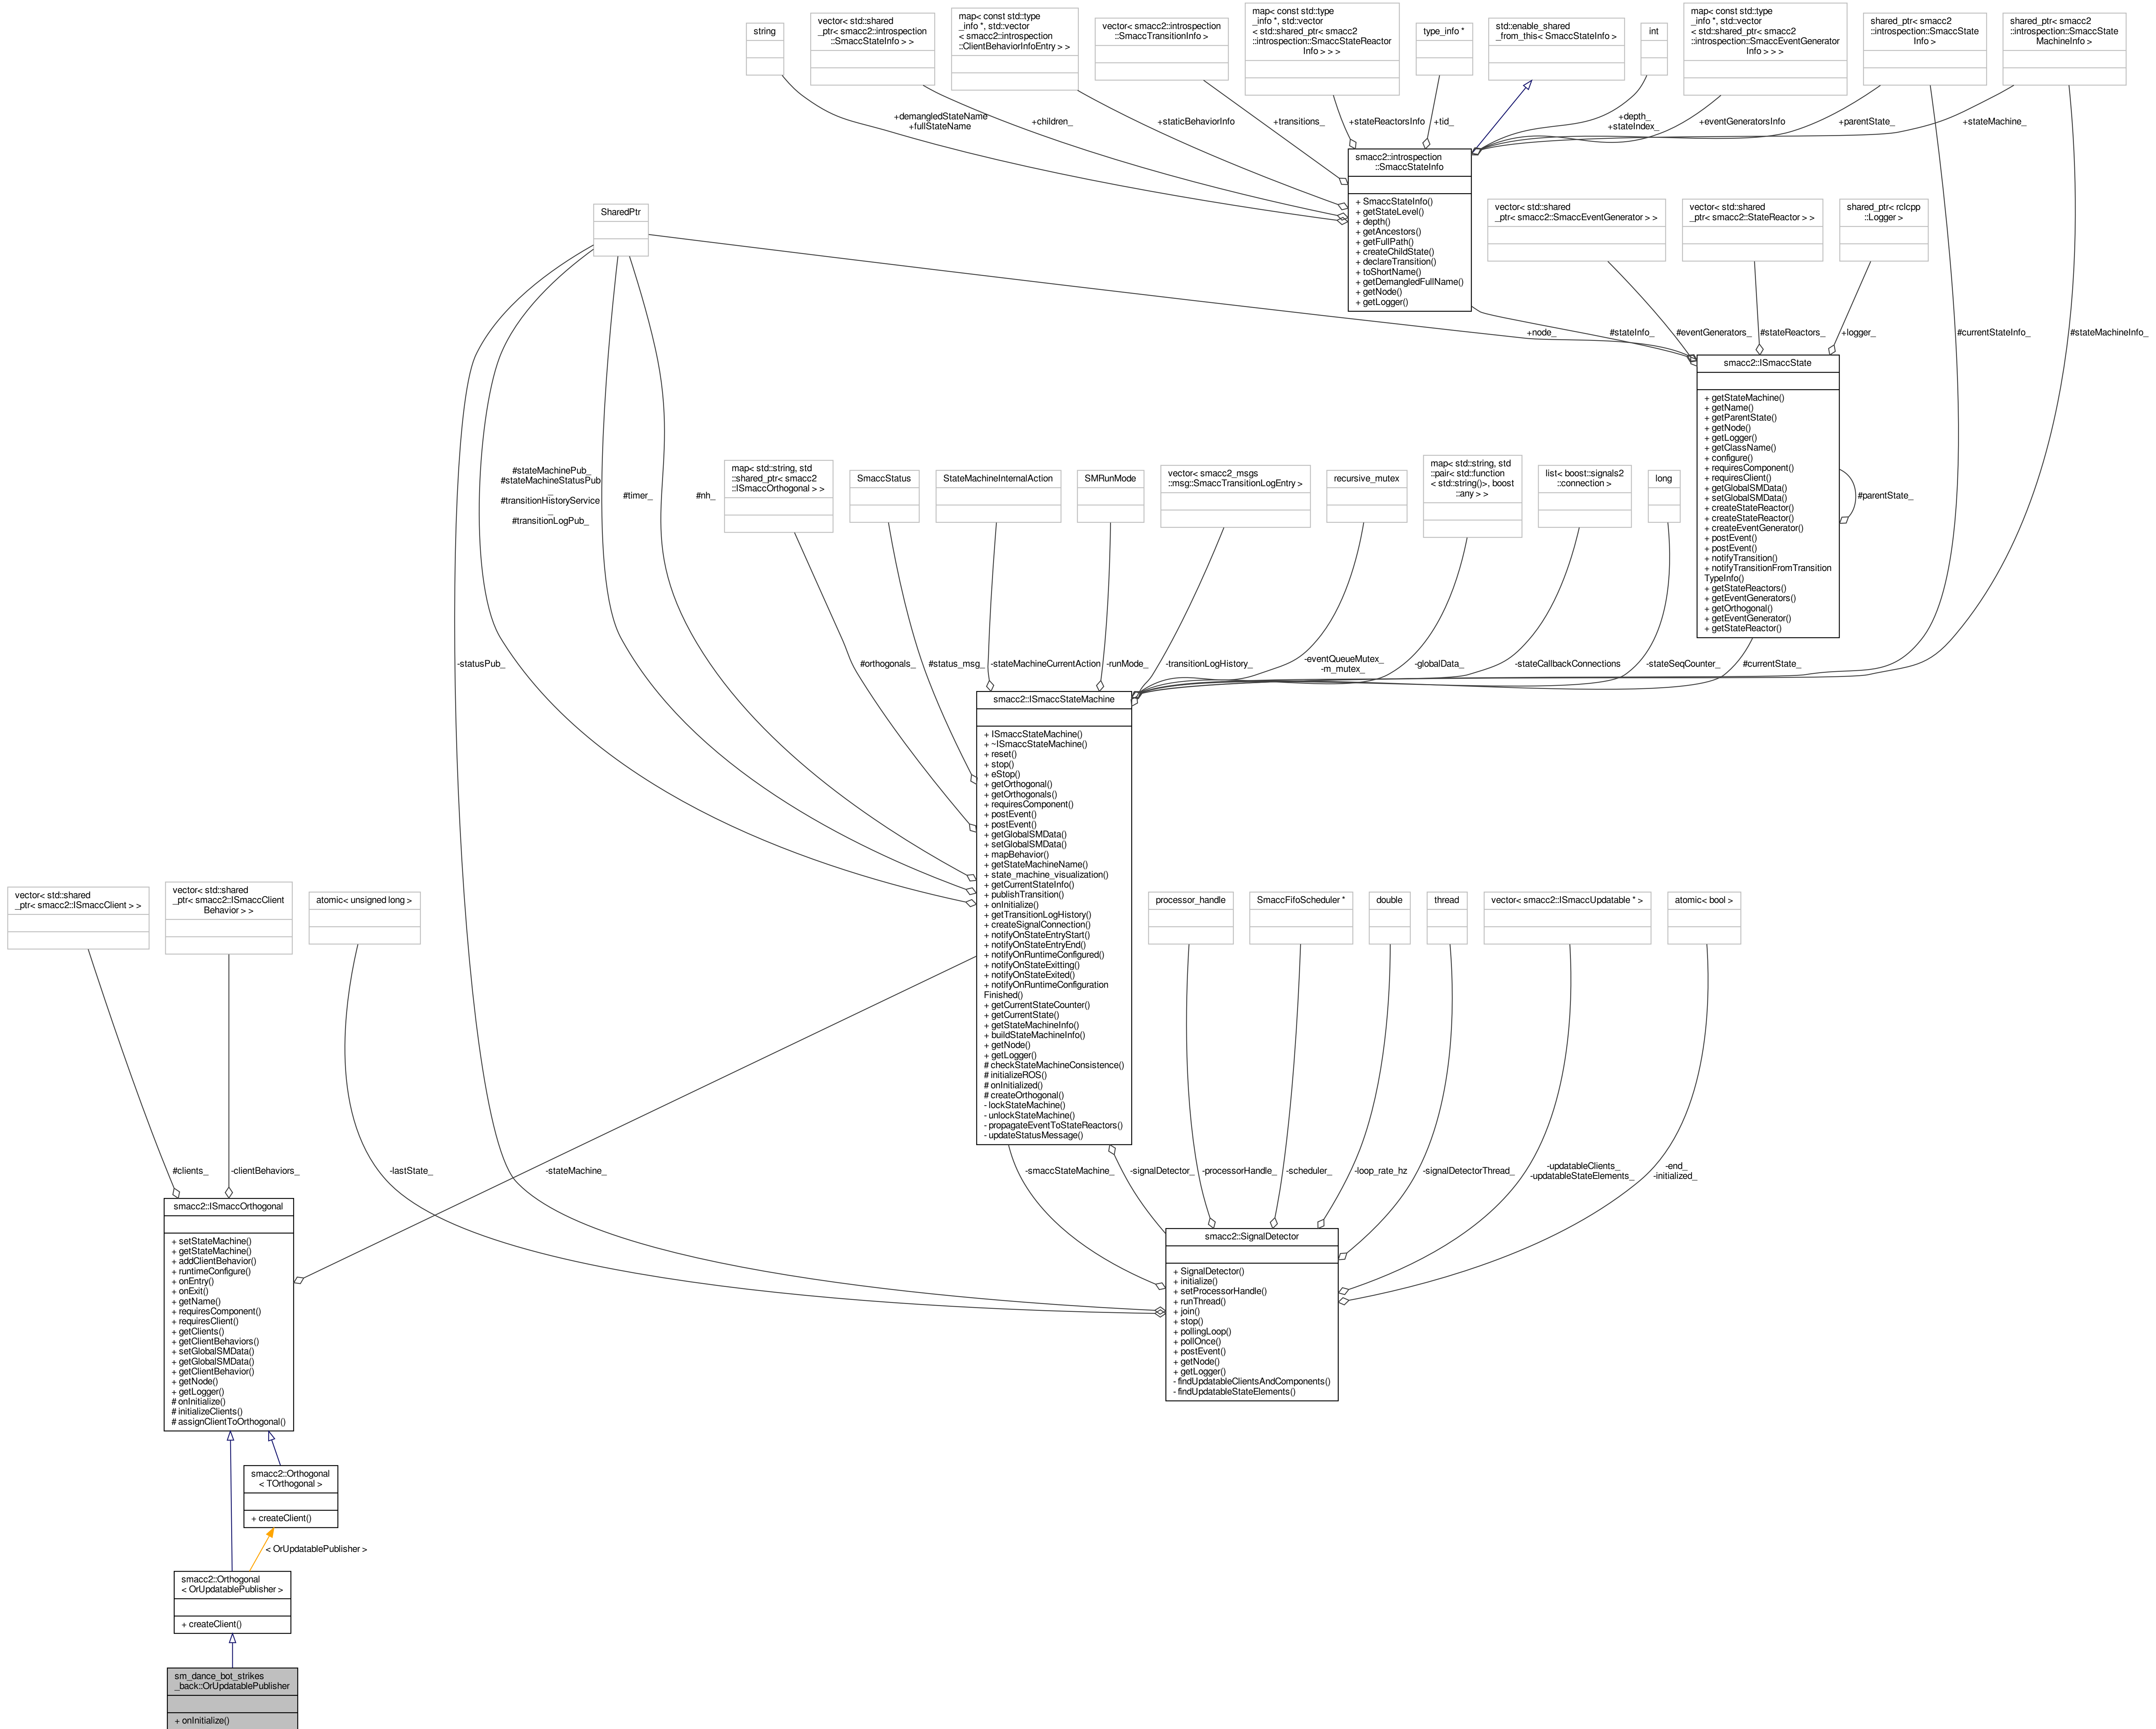 string
vector< std::shared
_ptr< smacc2::introspection
::SmaccStateInfo > >
map< const std::type
_info *, std::vector
< smacc2::introspection
::ClientBehaviorInfoEntry > >
vector< smacc2::introspection
::SmaccTransitionInfo >
map< const std::type
_info *, std::vector
< std::shared_ptr< smacc2
::introspection::SmaccStateReactor
Info > > >
type_info *
std::enable_shared
_from_this< SmaccStateInfo >
int
map< const std::type
_info *, std::vector
< std::shared_ptr< smacc2
::introspection::SmaccEventGenerator
Info > > >
shared_ptr< smacc2
::introspection::SmaccState
Info >
shared_ptr< smacc2
::introspection::SmaccState
MachineInfo >
+demangledStateName
+fullStateName
+children_
+staticBehaviorInfo
+transitions_
+stateReactorsInfo
+tid_
+depth_
+stateIndex_
+eventGeneratorsInfo
+parentState_
+stateMachine_
smacc2::introspection
::SmaccStateInfo
+ SmaccStateInfo()
+ getStateLevel()
+ depth()
+ getAncestors()
+ getFullPath()
+ createChildState()
+ declareTransition()
+ toShortName()
+ getDemangledFullName()
+ getNode()
+ getLogger()
SharedPtr
vector< std::shared
_ptr< smacc2::SmaccEventGenerator > >
vector< std::shared
_ptr< smacc2::StateReactor > >
shared_ptr< rclcpp
::Logger >
+node_
#stateInfo_
#eventGenerators_
#stateReactors_
+logger_
#currentStateInfo_
#stateMachineInfo_
smacc2::ISmaccState
+ getStateMachine()
+ getName()
+ getParentState()
+ getNode()
+ getLogger()
+ getClassName()
+ configure()
+ requiresComponent()
+ requiresClient()
+ getGlobalSMData()
+ setGlobalSMData()
+ createStateReactor()
+ createStateReactor()
+ createEventGenerator()
+ postEvent()
+ postEvent()
+ notifyTransition()
+ notifyTransitionFromTransition
TypeInfo()
+ getStateReactors()
+ getEventGenerators()
+ getOrthogonal()
+ getEventGenerator()
+ getStateReactor()
#parentState_
#stateMachinePub_
#stateMachineStatusPub
_
#transitionHistoryService
_
#transitionLogPub_
#timer_
#nh_
map< std::string, std
::shared_ptr< smacc2
::ISmaccOrthogonal > >
SmaccStatus
StateMachineInternalAction
SMRunMode
vector< smacc2_msgs
::msg::SmaccTransitionLogEntry >
recursive_mutex
map< std::string, std
::pair< std::function
< std::string()>, boost
::any > >
list< boost::signals2
::connection >
long
-statusPub_
#orthogonals_
#status_msg_
-stateMachineCurrentAction
-runMode_
-transitionLogHistory_
-eventQueueMutex_
-m_mutex_
-globalData_
-stateCallbackConnections
-stateSeqCounter_
#currentState_
smacc2::ISmaccStateMachine
+ ISmaccStateMachine()
+ ~ISmaccStateMachine()
+ reset()
+ stop()
+ eStop()
+ getOrthogonal()
+ getOrthogonals()
+ requiresComponent()
+ postEvent()
+ postEvent()
+ getGlobalSMData()
+ setGlobalSMData()
+ mapBehavior()
+ getStateMachineName()
+ state_machine_visualization()
+ getCurrentStateInfo()
+ publishTransition()
+ onInitialize()
+ getTransitionLogHistory()
+ createSignalConnection()
+ notifyOnStateEntryStart()
+ notifyOnStateEntryEnd()
+ notifyOnRuntimeConfigured()
+ notifyOnStateExitting()
+ notifyOnStateExited()
+ notifyOnRuntimeConfiguration
Finished()
+ getCurrentStateCounter()
+ getCurrentState()
+ getStateMachineInfo()
+ buildStateMachineInfo()
+ getNode()
+ getLogger()
# checkStateMachineConsistence()
# initializeROS()
# onInitialized()
# createOrthogonal()
- lockStateMachine()
- unlockStateMachine()
- propagateEventToStateReactors()
- updateStatusMessage()
vector< std::shared
_ptr< smacc2::ISmaccClient > >
vector< std::shared
_ptr< smacc2::ISmaccClient
Behavior > >
atomic< unsigned long >
processor_handle
SmaccFifoScheduler *
double
thread
vector< smacc2::ISmaccUpdatable * >
atomic< bool >
#clients_
-clientBehaviors_
-lastState_
-stateMachine_
-smaccStateMachine_
-signalDetector_
-processorHandle_
-scheduler_
-loop_rate_hz
-signalDetectorThread_
-updatableClients_
-updatableStateElements_
-end_
-initialized_
smacc2::ISmaccOrthogonal
+ setStateMachine()
+ getStateMachine()
+ addClientBehavior()
+ runtimeConfigure()
+ onEntry()
+ onExit()
+ getName()
+ requiresComponent()
+ requiresClient()
+ getClients()
+ getClientBehaviors()
+ setGlobalSMData()
+ getGlobalSMData()
+ getClientBehavior()
+ getNode()
+ getLogger()
# onInitialize()
# initializeClients()
# assignClientToOrthogonal()
smacc2::SignalDetector
+ SignalDetector()
+ initialize()
+ setProcessorHandle()
+ runThread()
+ join()
+ stop()
+ pollingLoop()
+ pollOnce()
+ postEvent()
+ getNode()
+ getLogger()
- findUpdatableClientsAndComponents()
- findUpdatableStateElements()
smacc2::Orthogonal
< TOrthogonal >
+ createClient()
< OrUpdatablePublisher >
smacc2::Orthogonal
< OrUpdatablePublisher >
+ createClient()
sm_dance_bot_strikes
_back::OrUpdatablePublisher
+ onInitialize()